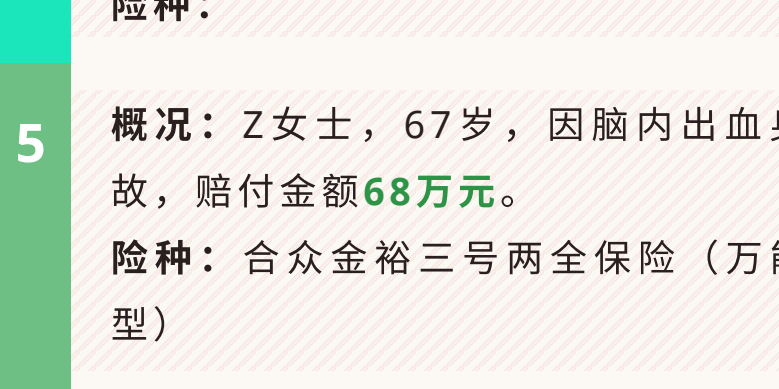 险种：
5
概况：Z女士，67岁，因脑内出血身
故，赔付金额68万元。
险种：合众金裕三号两全保险（万能
型）